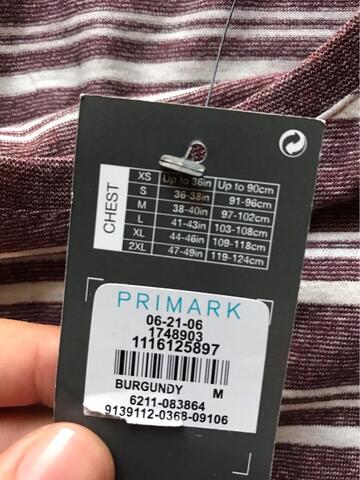 CHEST
XS Up to 36in Up to 90cm
S 36-38in 91-96cm
M 38-40in 97-102cm
L 41-43in 103-108cm
XL 44-46in 109-118cm
2XL 47-49in 119-124cm
PRIMARK
06-21-06
1748903
1116125897
BURGUNDY M
6211-083864
9139112-0368-09106